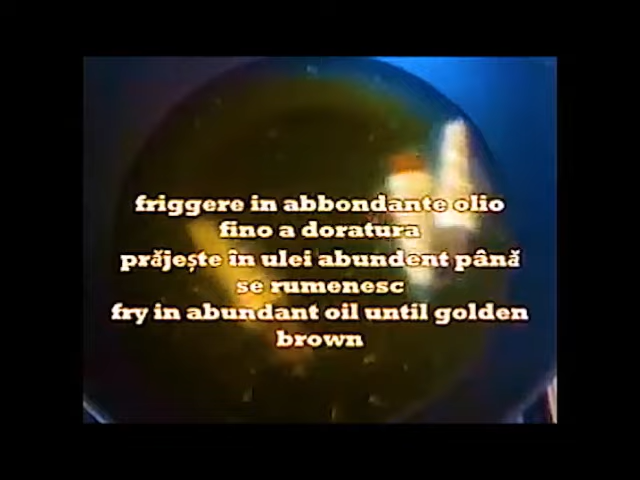 friggere in abbondante olio
fino a doratura
prăjește în ulei abundent până
se rumenesc
fry in abundant oil until golden
brown